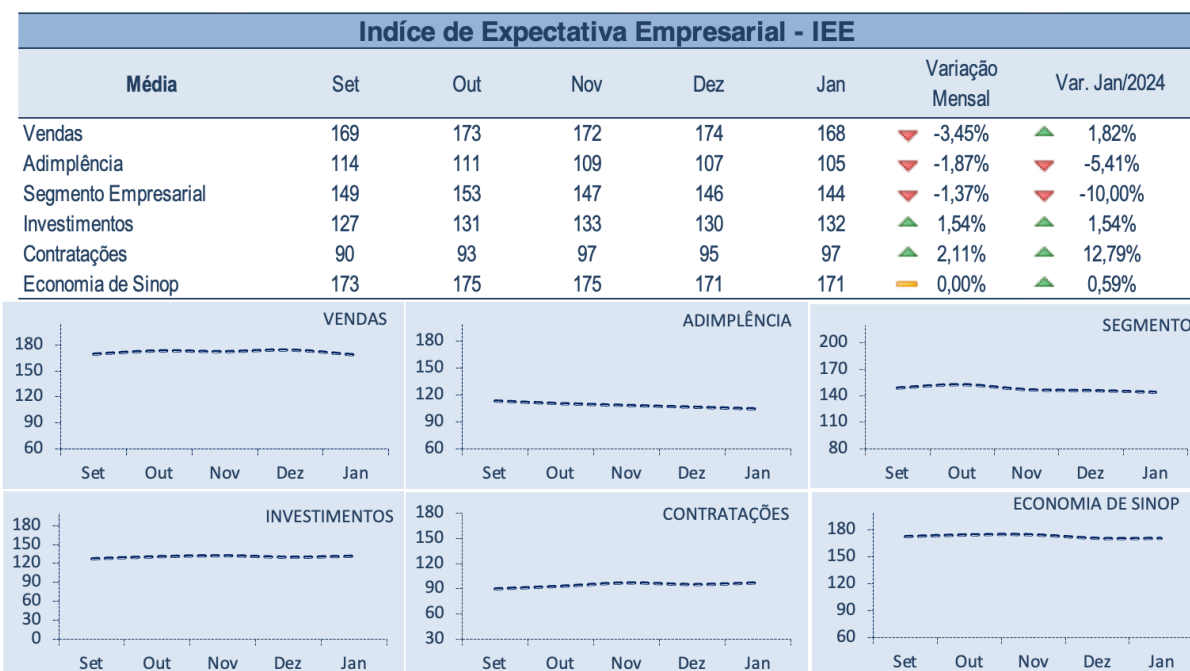 Indíce de Expectativa Empresarial - IEE
Média Set Out Nov Dez Jan Variação Mensal Var. Jan/2024
Vendas 169 173 172 174 168 -3,45% 1,82%
Adimplência 114 111 109 107 105 -1,87% -5,41%
Segmento Empresarial 149 153 147 146 144 -1,37% -10,00%
Investimentos 127 131 133 130 132 1,54% 1,54%
Contratações 90 93 97 95 97 2,11% 12,79%
Economia de Sinop 173 175 175 171 171 0,00% 0,59%
VENDAS
180
150
120
90
60
Set Out Nov Dez Jan
ADIMPLÊNCIA
180
150
120
90
60
Set Out Nov Dez Jan
SEGMENTO
200
170
140
110
80
Set Out Nov Dez Jan
INVESTIMENTOS
180
150
120
90
60
30
0
Set Out Nov Dez Jan
CONTRATAÇÕES
180
150
120
90
60
30
Set Out Nov Dez Jan
ECONOMIA DE SINOP
180
150
120
90
60
Set Out Nov Dez Jan